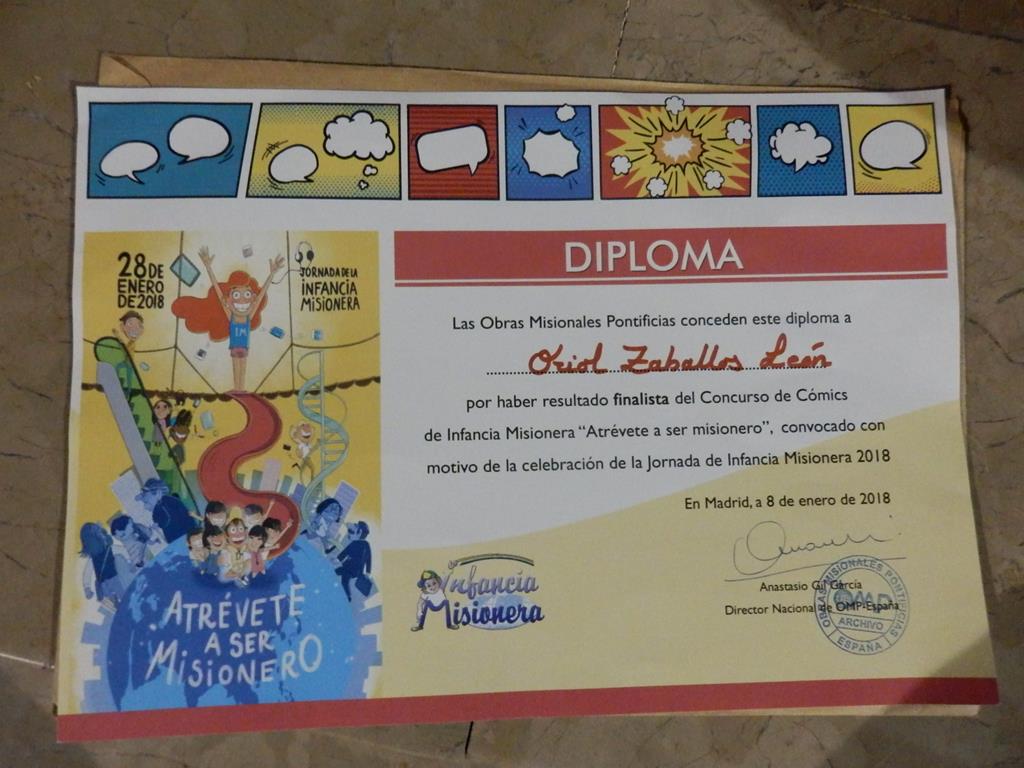 28 DE
ENERO
DE 2018
JORNADA DE LA
INFANCIA
MISIONERA
IM
ATRÉVETE
A SER
MISIONERO
DIPLOMA
Las Obras Misionales Pontificias conceden este diploma a
Oriol Zaballos León
por haber resultado finalista del Concurso de Cómics
de Infancia Misionera “Atrévete a ser misionero”, convocado con
motivo de la celebración de la Jornada de Infancia Misionera 2018
En Madrid, a 8 de enero de 2018
Infancia
Misionera
Anastasio Gil García
Director Nacional de OMP-España
OBRAS MISIONALES PONTIFICIAS
OMP
ARCHIVO
ESPAÑA